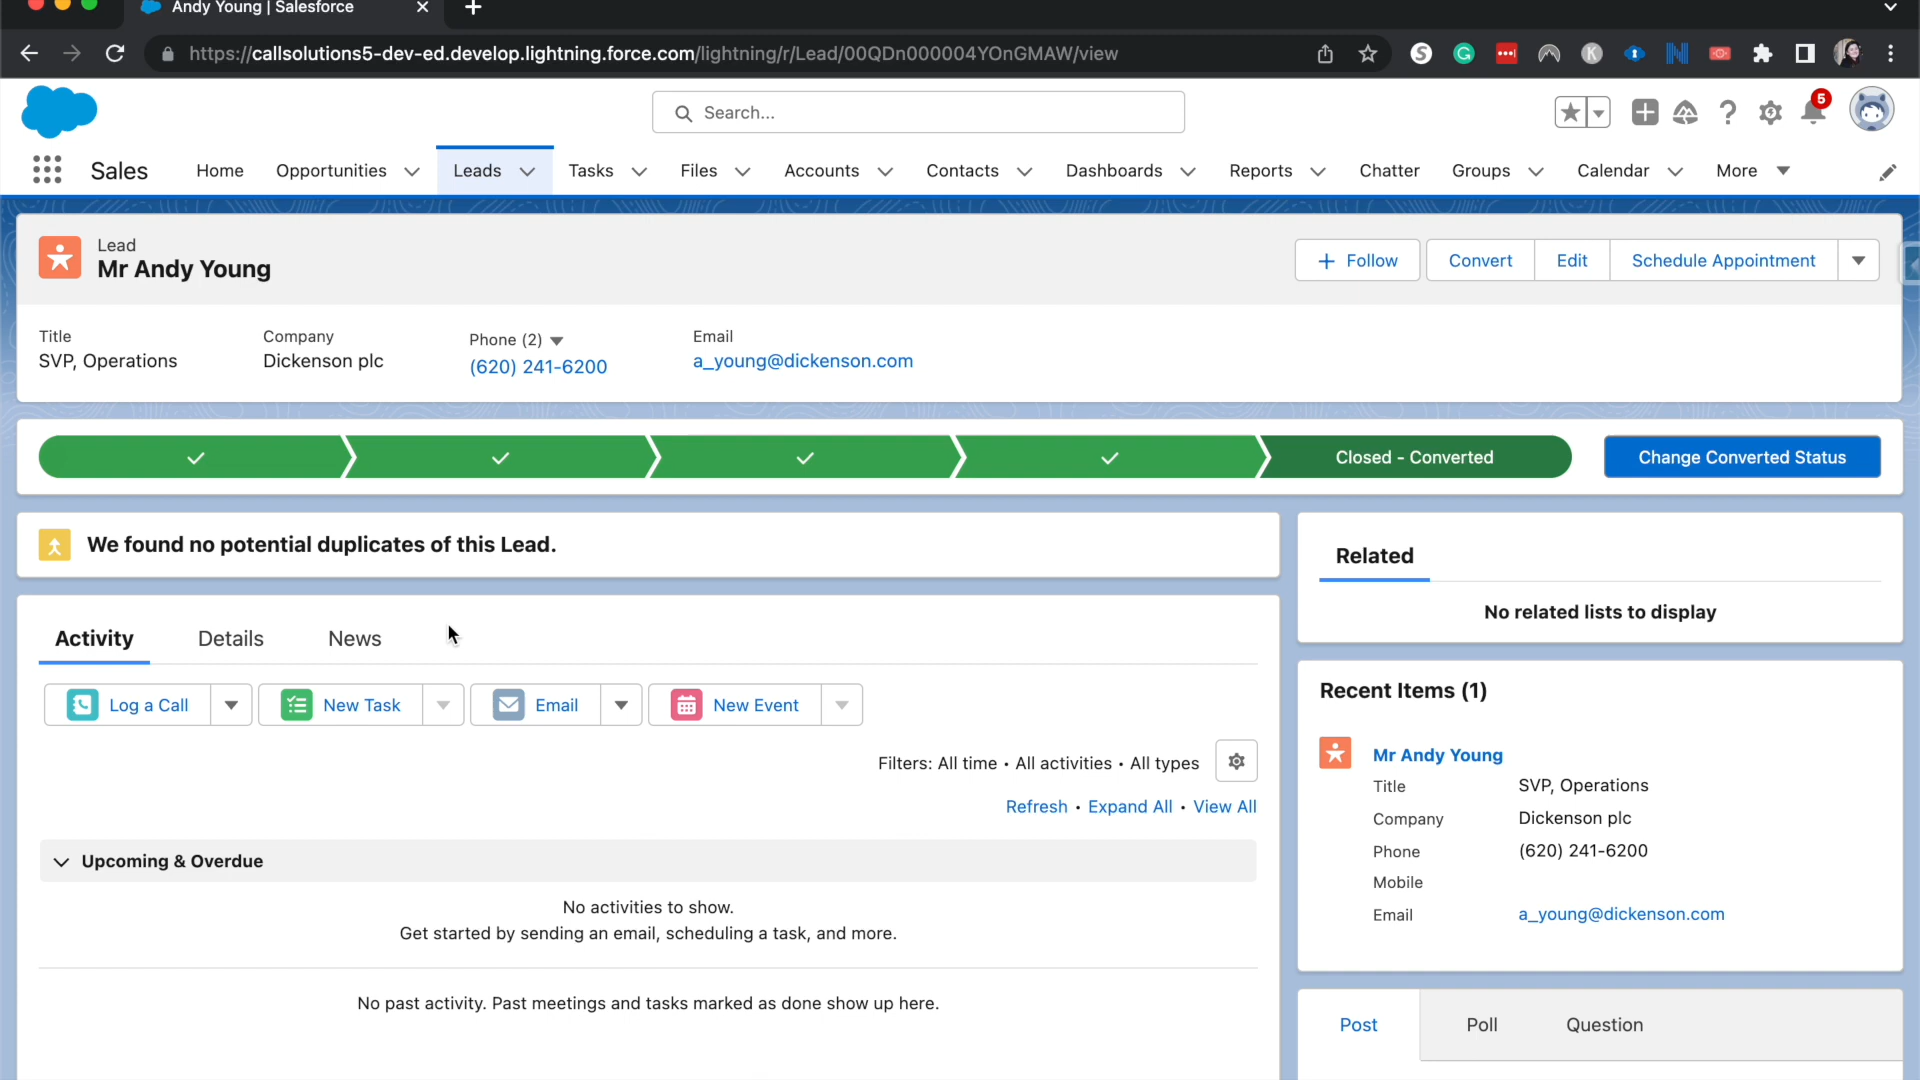 Andy Young | Salesforce
https://callsolutions5-dev-ed.develop.lightning.force.com/lightning/r/Lead/00QDn000004YOnGMAW/view
Search...
5
Sales
Home
Opportunities
Leads
Tasks
Files
Accounts
Contacts
Dashboards
Reports
Chatter
Groups
Calendar
More
Lead
Mr Andy Young
+ Follow
Convert
Edit
Schedule Appointment
Title
SVP, Operations
Company
Dickenson plc
Phone (2)
(620) 241-6200
Email
a_young@dickenson.com
Closed - Converted
Change Converted Status
We found no potential duplicates of this Lead.
Activity
Details
News
Log a Call
New Task
Email
New Event
Filters: All time • All activities • All types
Refresh • Expand All • View All
Upcoming & Overdue
No activities to show.
Get started by sending an email, scheduling a task, and more.
No past activity. Past meetings and tasks marked as done show up here.
Related
No related lists to display
Recent Items (1)
Mr Andy Young
Title SVP, Operations
Company Dickenson plc
Phone (620) 241-6200
Mobile
Email a_young@dickenson.com
Post
Poll
Question